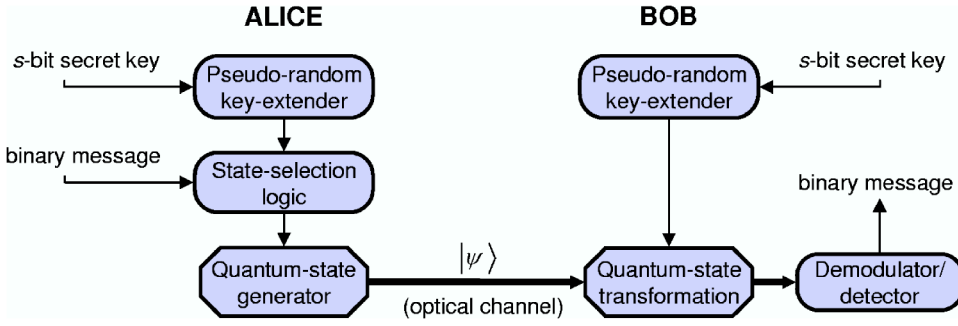 ALICE
BOB
s-bit secret key
Pseudo-random
key-extender
Pseudo-random
key-extender
s-bit secret key
binary message
State-selection
logic
binary message
Quantum-state
generator
|ψ⟩
(optical channel)
Quantum-state
transformation
Demodulator/
detector